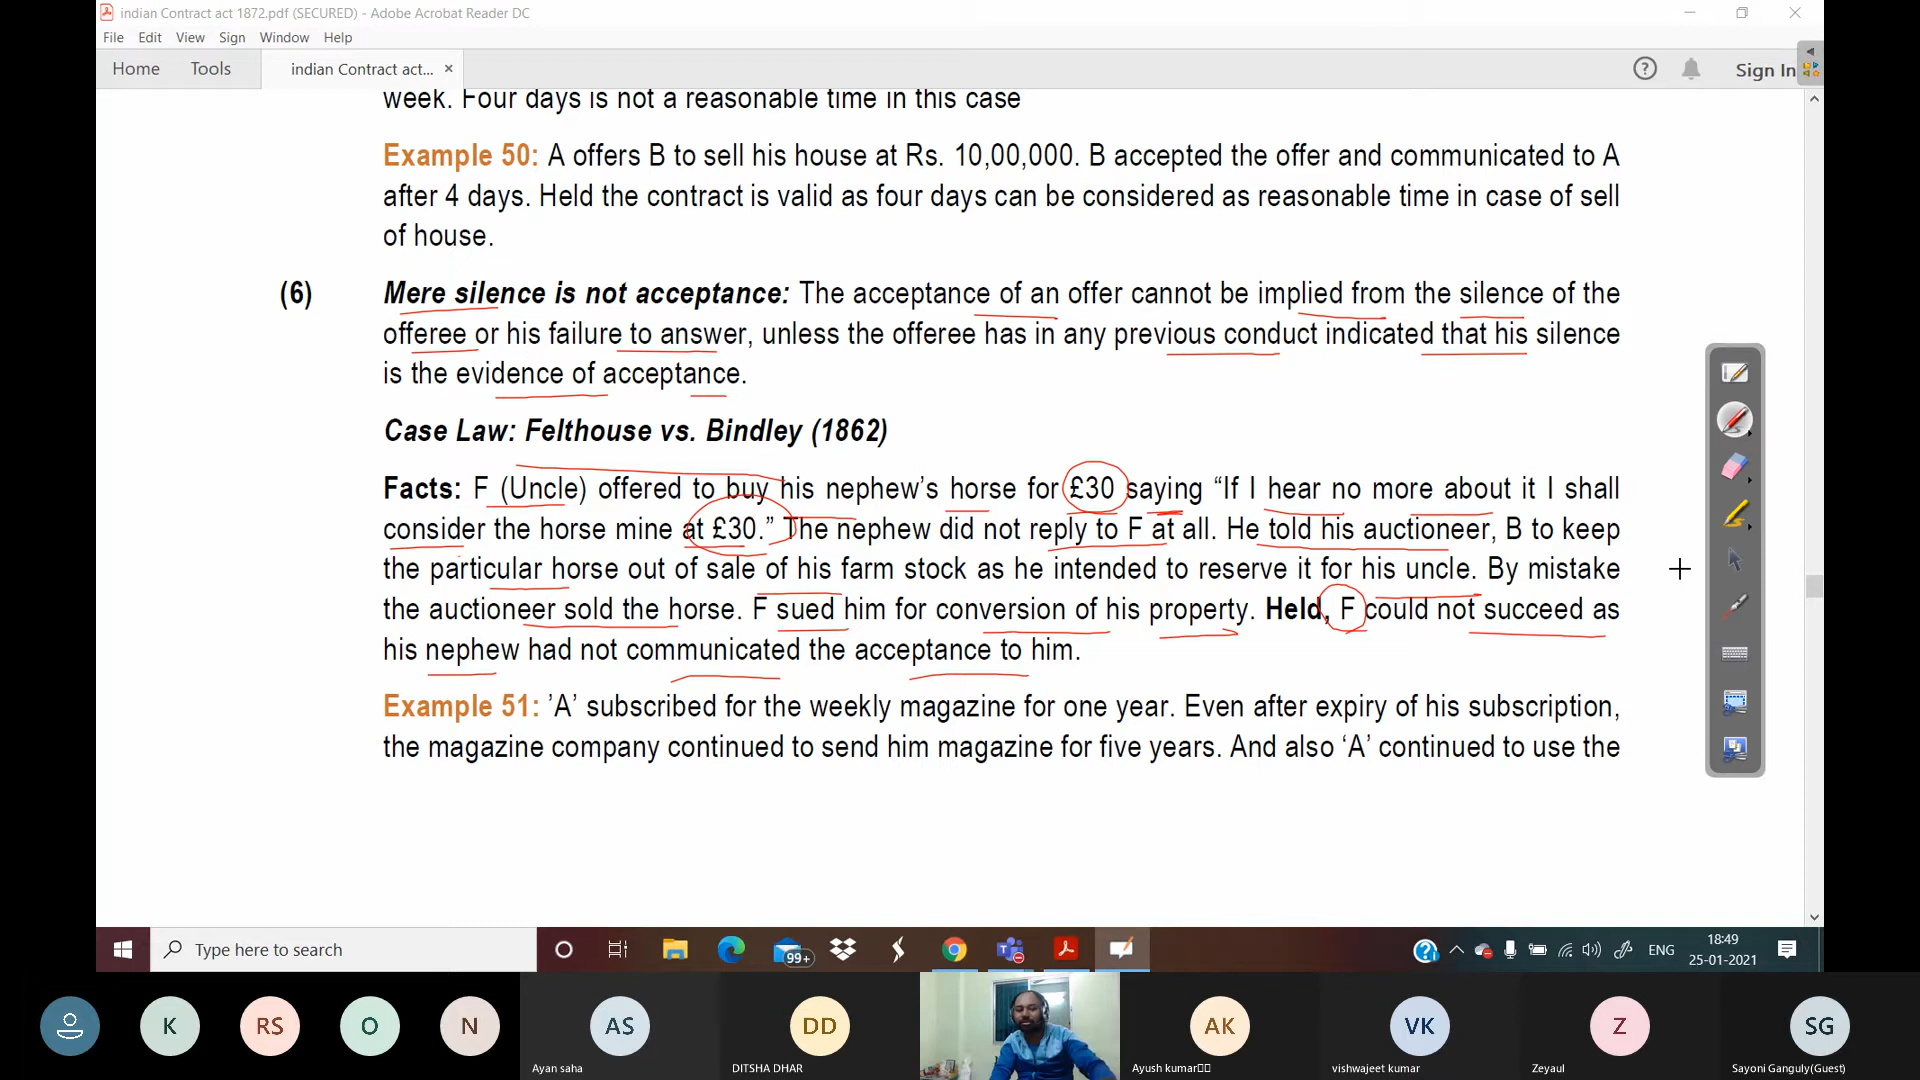 indian Contract act 1872.pdf (SECURED) - Adobe Acrobat Reader DC
File Edit View Sign Window Help
Home Tools indian Contract act... × Sign In
week. Four days is not a reasonable time in this case
Example 50: A offers B to sell his house at Rs. 10,00,000. B accepted the offer and communicated to A
after 4 days. Held the contract is valid as four days can be considered as reasonable time in case of sell
of house.
(6) Mere silence is not acceptance: The acceptance of an offer cannot be implied from the silence of the
offeree or his failure to answer, unless the offeree has in any previous conduct indicated that his silence
is the evidence of acceptance.
Case Law: Felthouse vs. Bindley (1862)
Facts: F (Uncle) offered to buy his nephew's horse for £30 saying “If I hear no more about it I shall
consider the horse mine at £30.” The nephew did not reply to F at all. He told his auctioneer, B to keep
the particular horse out of sale of his farm stock as he intended to reserve it for his uncle. By mistake
the auctioneer sold the horse. F sued him for conversion of his property. Held, F could not succeed as
his nephew had not communicated the acceptance to him.
Example 51: ’A’ subscribed for the weekly magazine for one year. Even after expiry of his subscription,
the magazine company continued to send him magazine for five years. And also ‘A’ continued to use the
Type here to search 99+ ENG 18:49
25-01-2021
K RS O N AS DD AK VK Z SG
Ayan saha DITSHA DHAR Ayush kumar vishwajeet kumar Zeyaul Sayoni Ganguly(Guest)